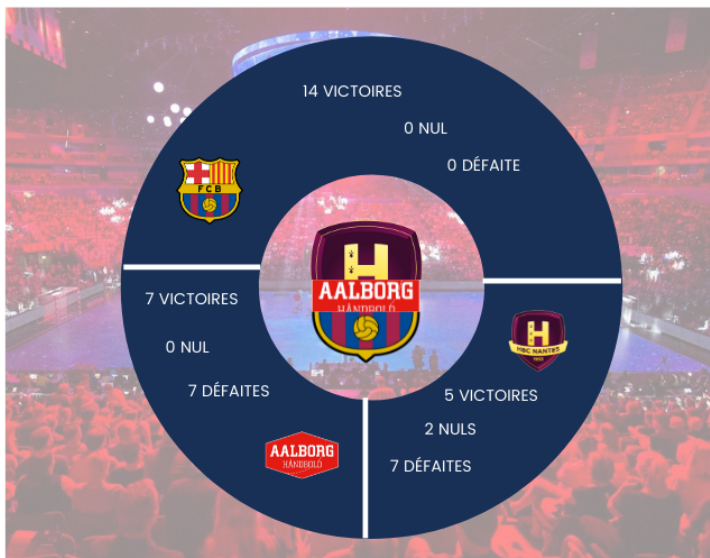 14 VICTOIRES
0 NUL
0 DÉFAITE
FCB
7 VICTOIRES
0 NUL
7 DÉFAITES
AALBORG
HÅNDBOLD
H
AALBORG
HÅNDBOLD
H
HBC NANTES
5 VICTOIRES
2 NULS
7 DÉFAITES